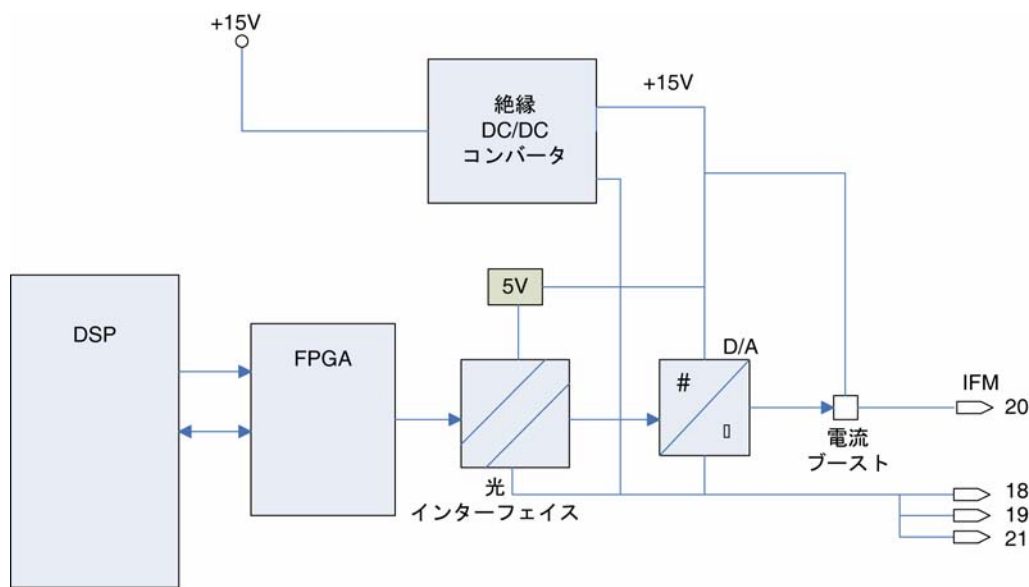 +15V
絶縁
DC/DC
コンバータ
+15V
5V
DSP
FPGA
D/A
#
IFM
20
電流
ブースト
光
インターフェイス
18
19
21